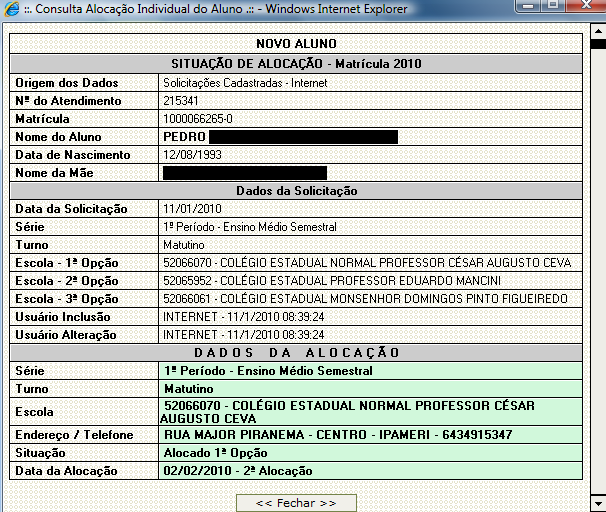 ::. Consulta Alocação Individual do Aluno .:: - Windows Internet Explorer
NOVO ALUNO
SITUAÇÃO DE ALOCAÇÃO - Matrícula 2010
Origem dos Dados Solicitações Cadastradas - Internet
Nº do Atendimento 215341
Matrícula 1000066265-0
Nome do Aluno PEDRO
Data de Nascimento 12/08/1993
Nome da Mãe
Dados da Solicitação
Data da Solicitação 11/01/2010
Série 1º Período - Ensino Médio Semestral
Turno Matutino
Escola - 1ª Opção 52066070 - COLÉGIO ESTADUAL NORMAL PROFESSOR CÉSAR AUGUSTO CEVA
Escola - 2ª Opção 52065952 - COLÉGIO ESTADUAL PROFESSOR EDUARDO MANCINI
Escola - 3ª Opção 52066061 - COLÉGIO ESTADUAL MONSENHOR DOMINGOS PINTO FIGUEIREDO
Usuário Inclusão INTERNET - 11/1/2010 08:39:24
Usuário Alteração INTERNET - 11/1/2010 08:39:24
DADOS DA ALOCAÇÃO
Série 1º Período - Ensino Médio Semestral
Turno Matutino
Escola 52066070 - COLÉGIO ESTADUAL NORMAL PROFESSOR CÉSAR
AUGUSTO CEVA
Endereço / Telefone RUA MAJOR PIRANEMA - CENTRO - IPAMERI - 6434915347
Situação Alocado 1ª Opção
Data da Alocação 02/02/2010 - 2ª Alocação
<< Fechar >>